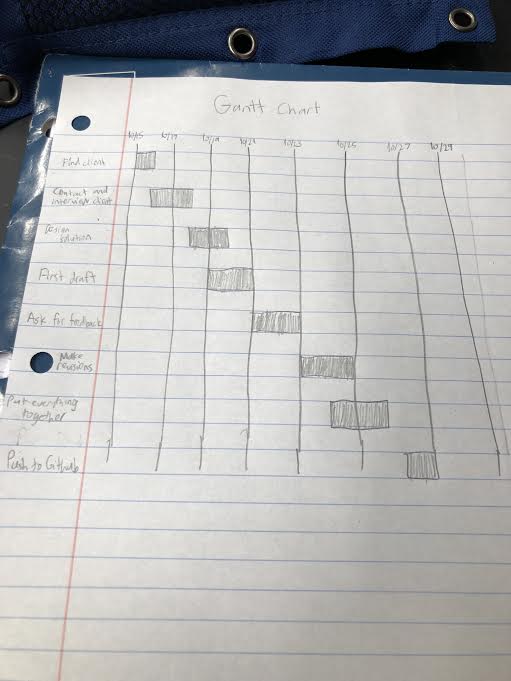 Gantt Chart
10/15 10/17 10/19 10/21 10/23 10/25 10/27 10/29
Find client
Contact and
interview client
Design
solution
First draft
Ask for feedback
Make
revisions
Put everything
together
Push to Github